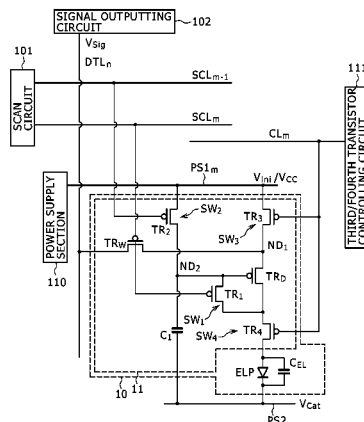 SIGNAL OUTPUTTING
CIRCUIT
102
VSig
DTLn
101
SCAN
CIRCUIT
SCLm-1
SCLm
CLm
111
THIRD/FOURTH TRANSISTOR
CONTROLLING CIRCUIT
PS1m
VIni/VCC
POWER SUPPLY
SECTION
110
TR2
SW2
TR3
SW3
TRW
ND1
ND2
TRD
TR1
SW1
SW4
TR4
C1
ELP
CEL
10
11
VCat
PS2